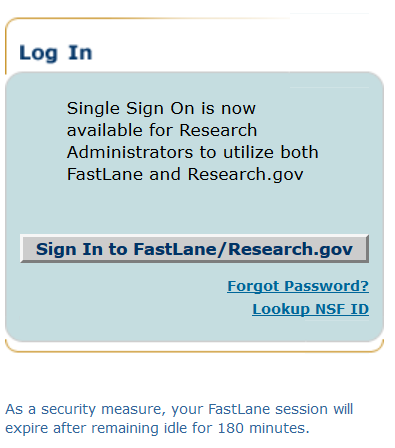 Log In
Single Sign On is now
available for Research
Administrators to utilize both
FastLane and Research.gov
Sign In to FastLane/Research.gov
Forgot Password?
Lookup NSF ID
As a security measure, your FastLane session will
expire after remaining idle for 180 minutes.